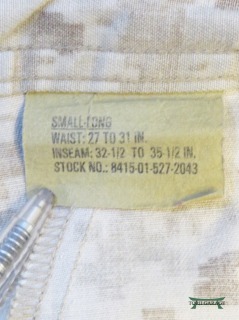 SMALL-LONG
WAIST: 27 TO 31 IN.
INSEAM: 32-1/2 TO 35-1/2 IN.
STOCK NO.: 8415-01-527-2043